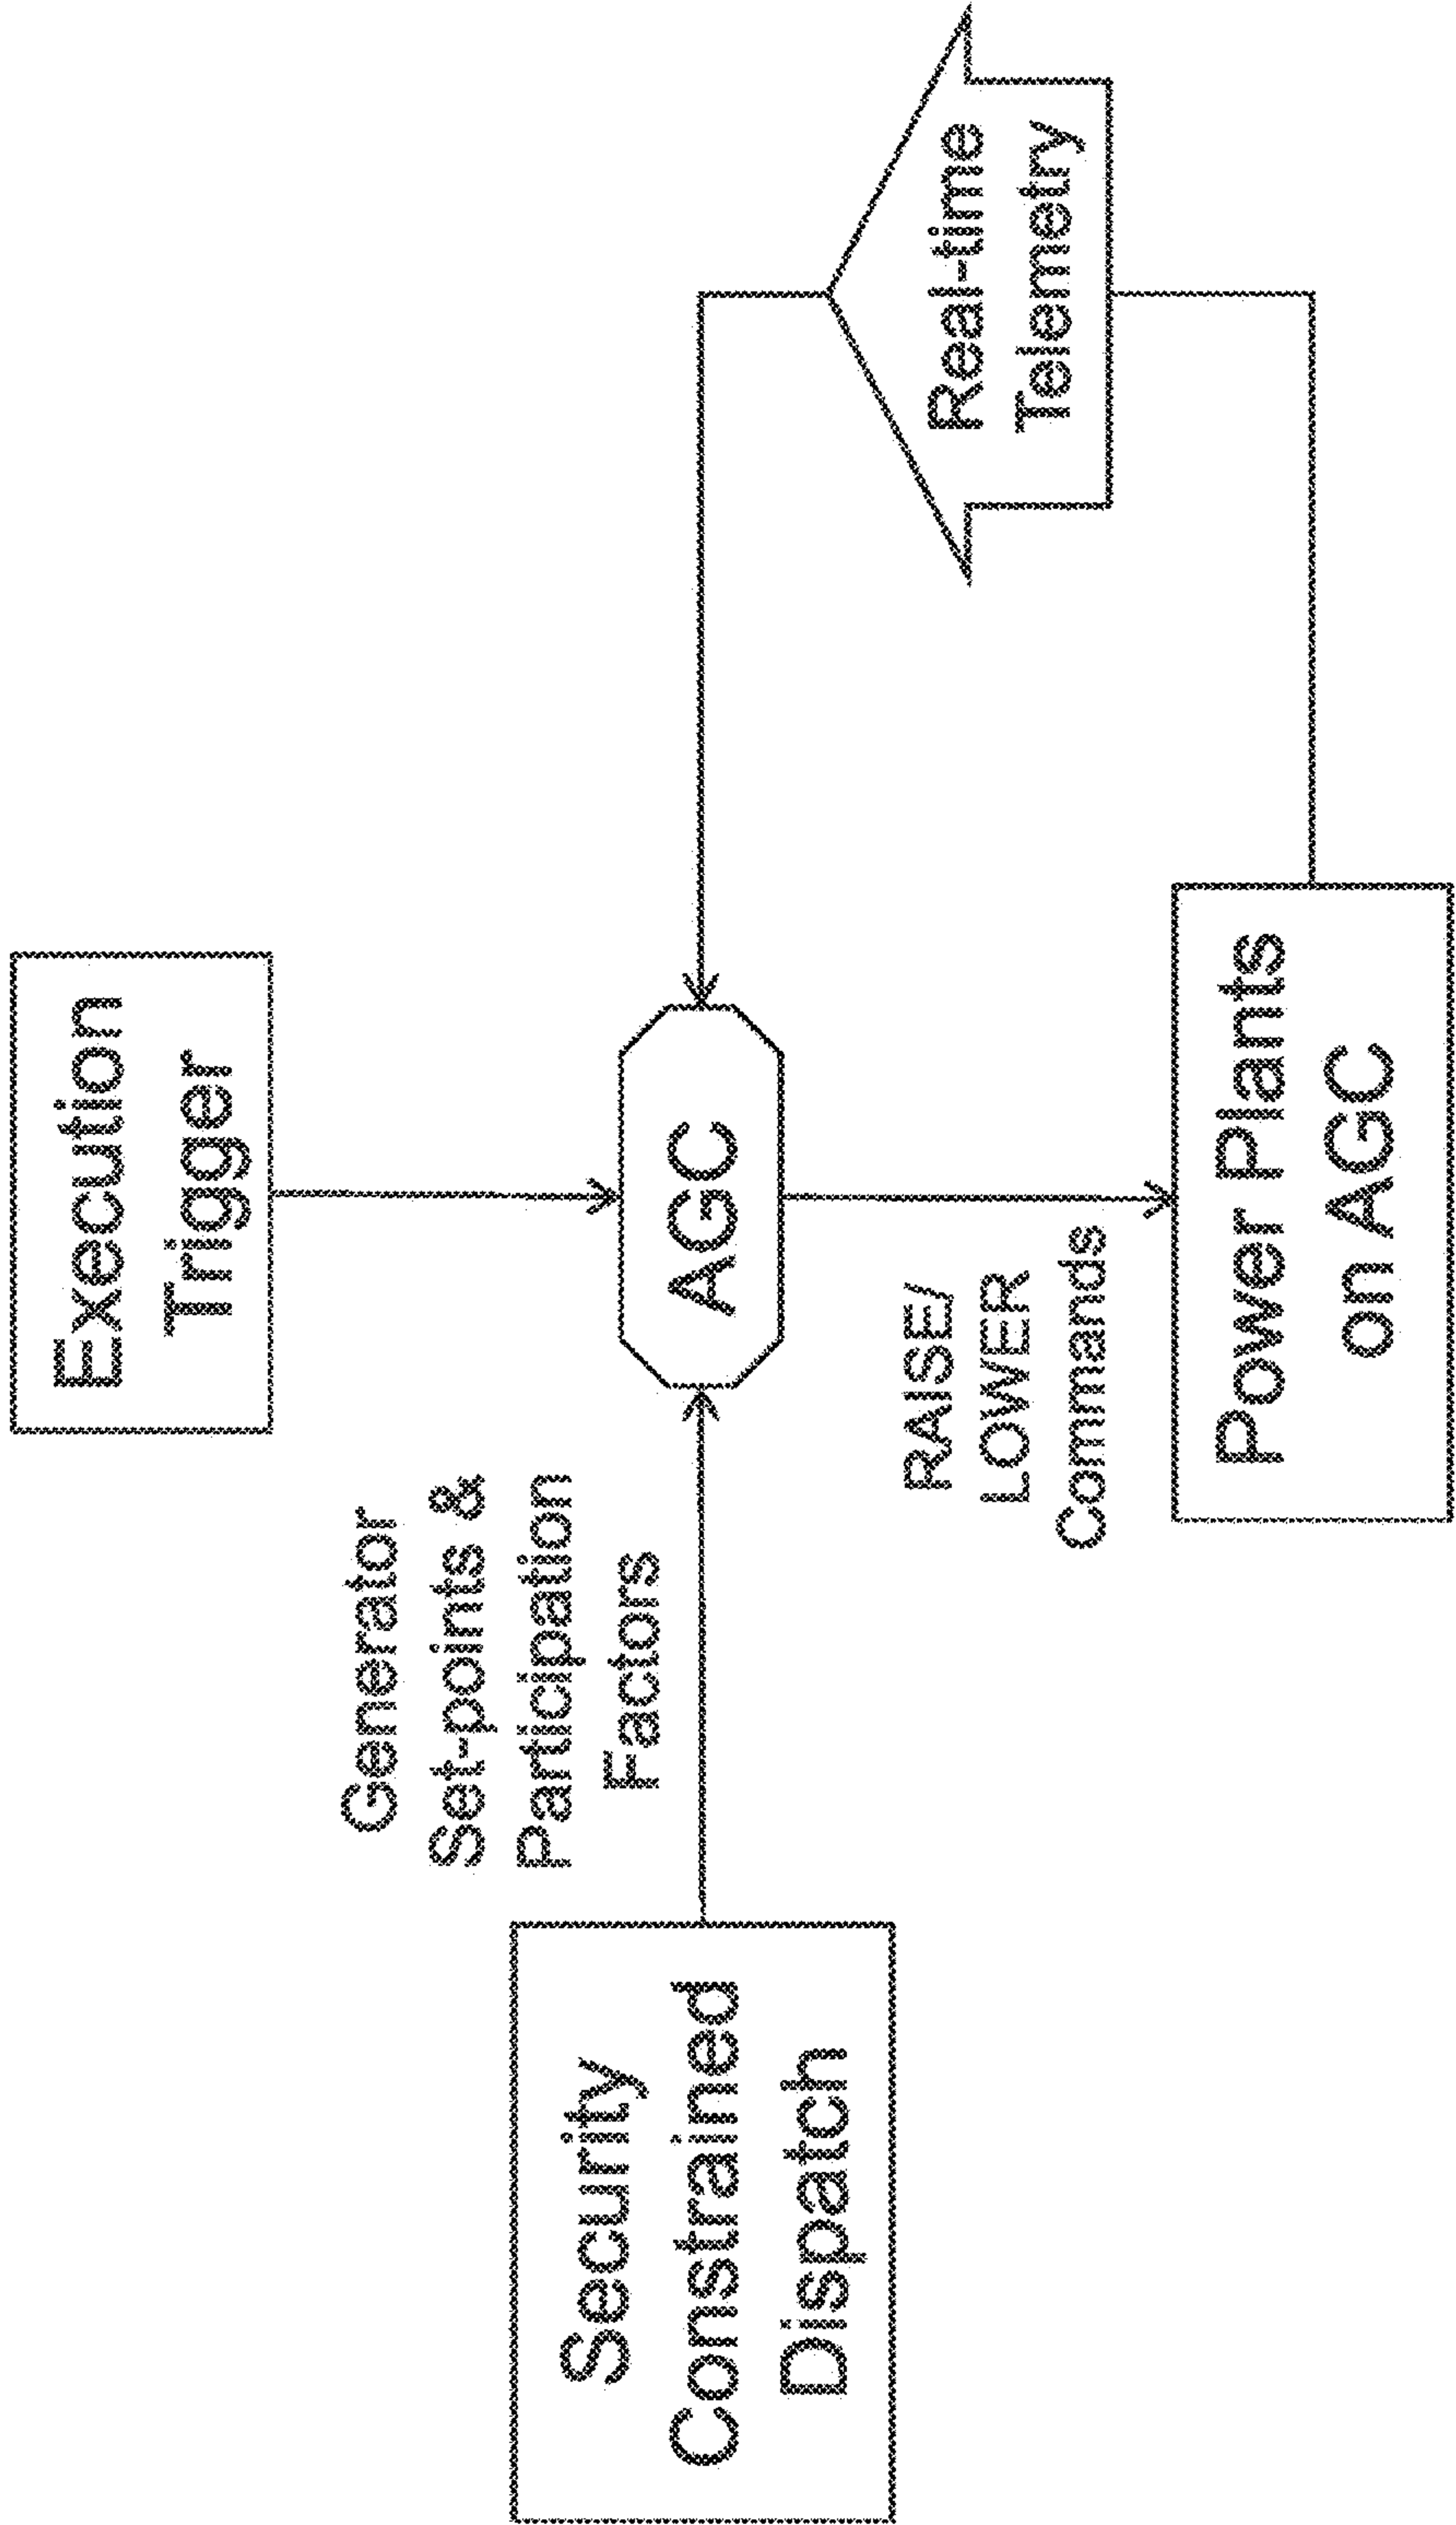 Execution
Trigger
Generator
Set-points &
Participation
Factors
Security
Constrained
Dispatch
AGC
RAISE/
LOWER
Commands
Real-time
Telemetry
Power Plants
on AGC